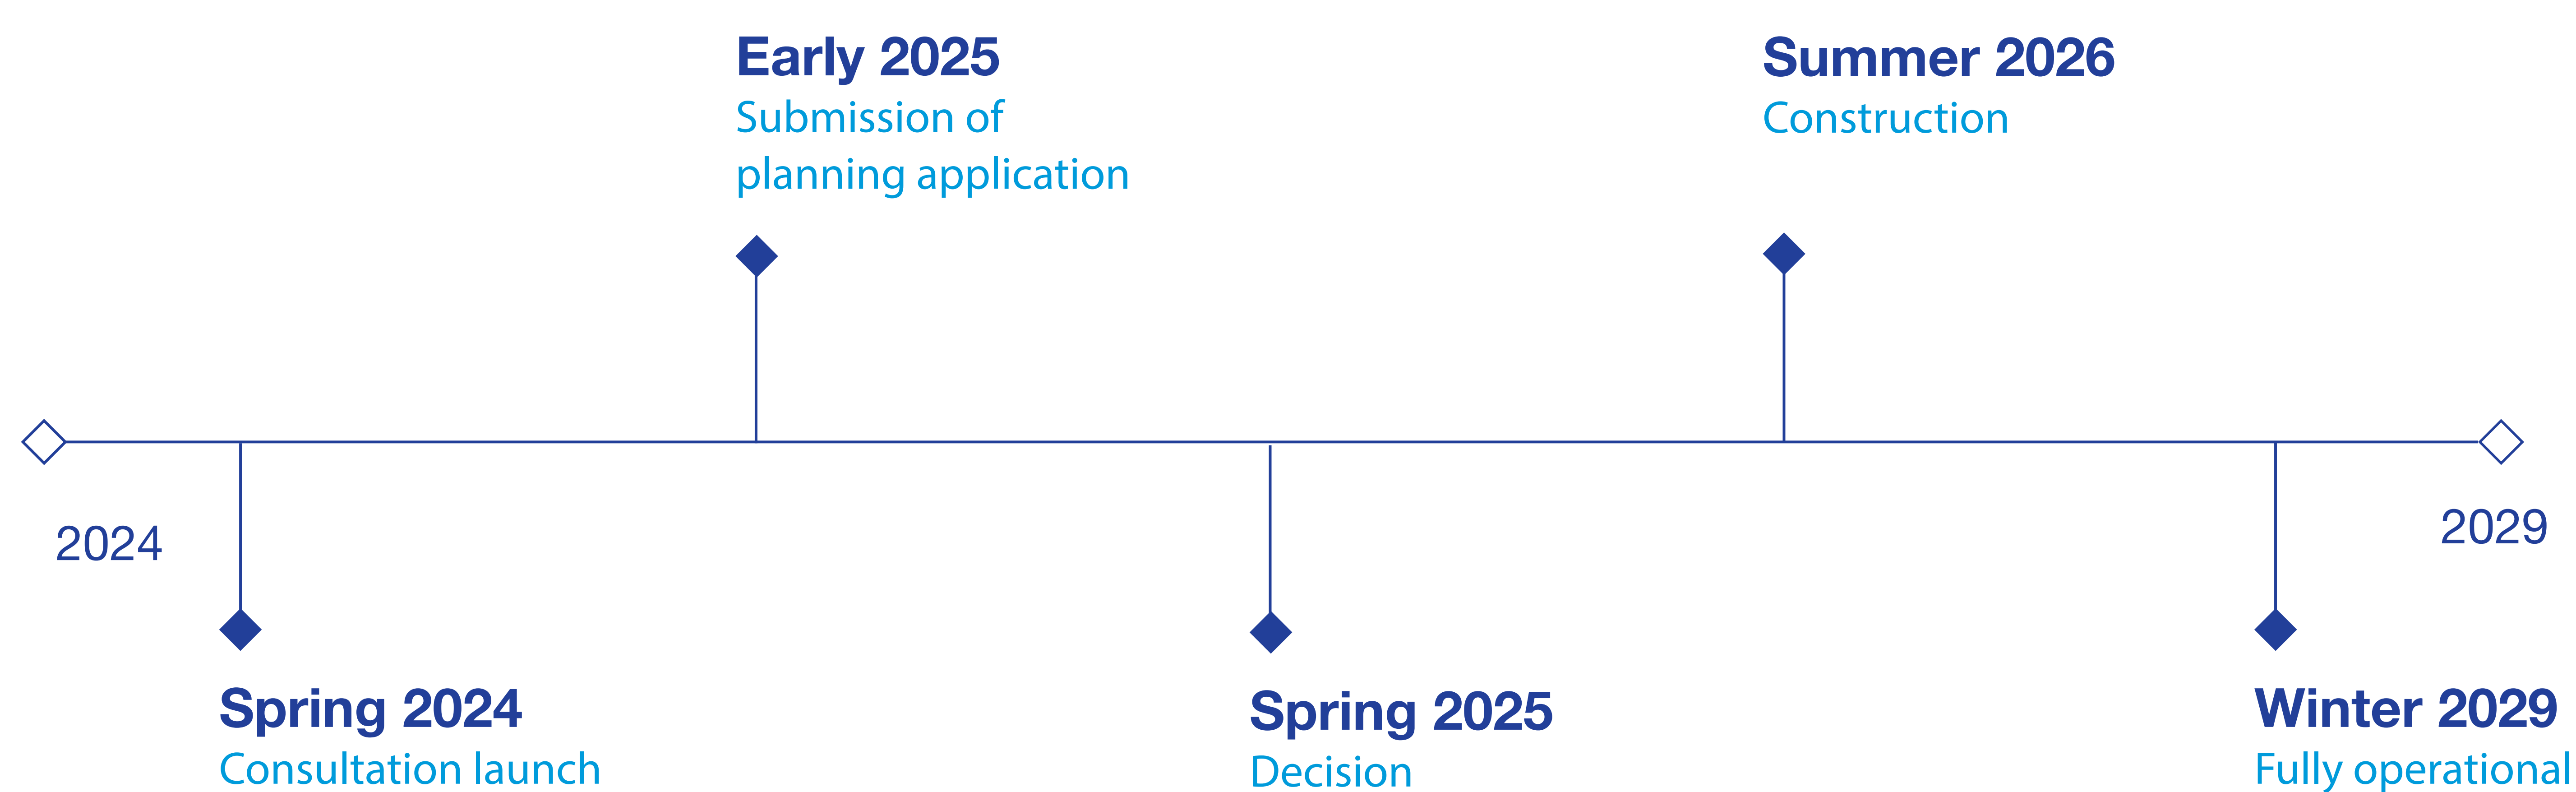 Early 2025
Submission of
planning application
Summer 2026
Construction
2024
2029
Spring 2024
Consultation launch
Spring 2025
Decision
Winter 2029
Fully operational